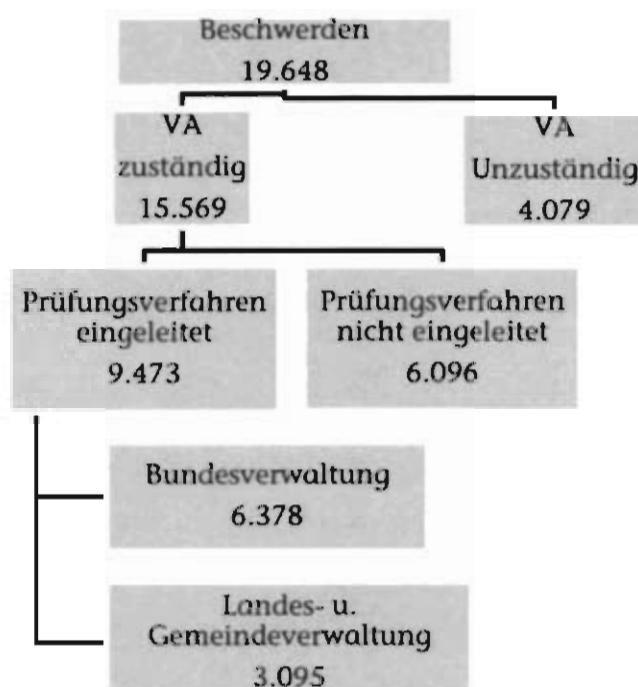 Beschwerden
19.648
VA
zuständig
15.569
VA
Unzuständig
4.079
Prüfungsverfahren
eingeleitet
9.473
Prüfungsverfahren
nicht eingeleitet
6.096
Bundesverwaltung
6.378
Landes- u.
Gemeindeverwaltung
3.095